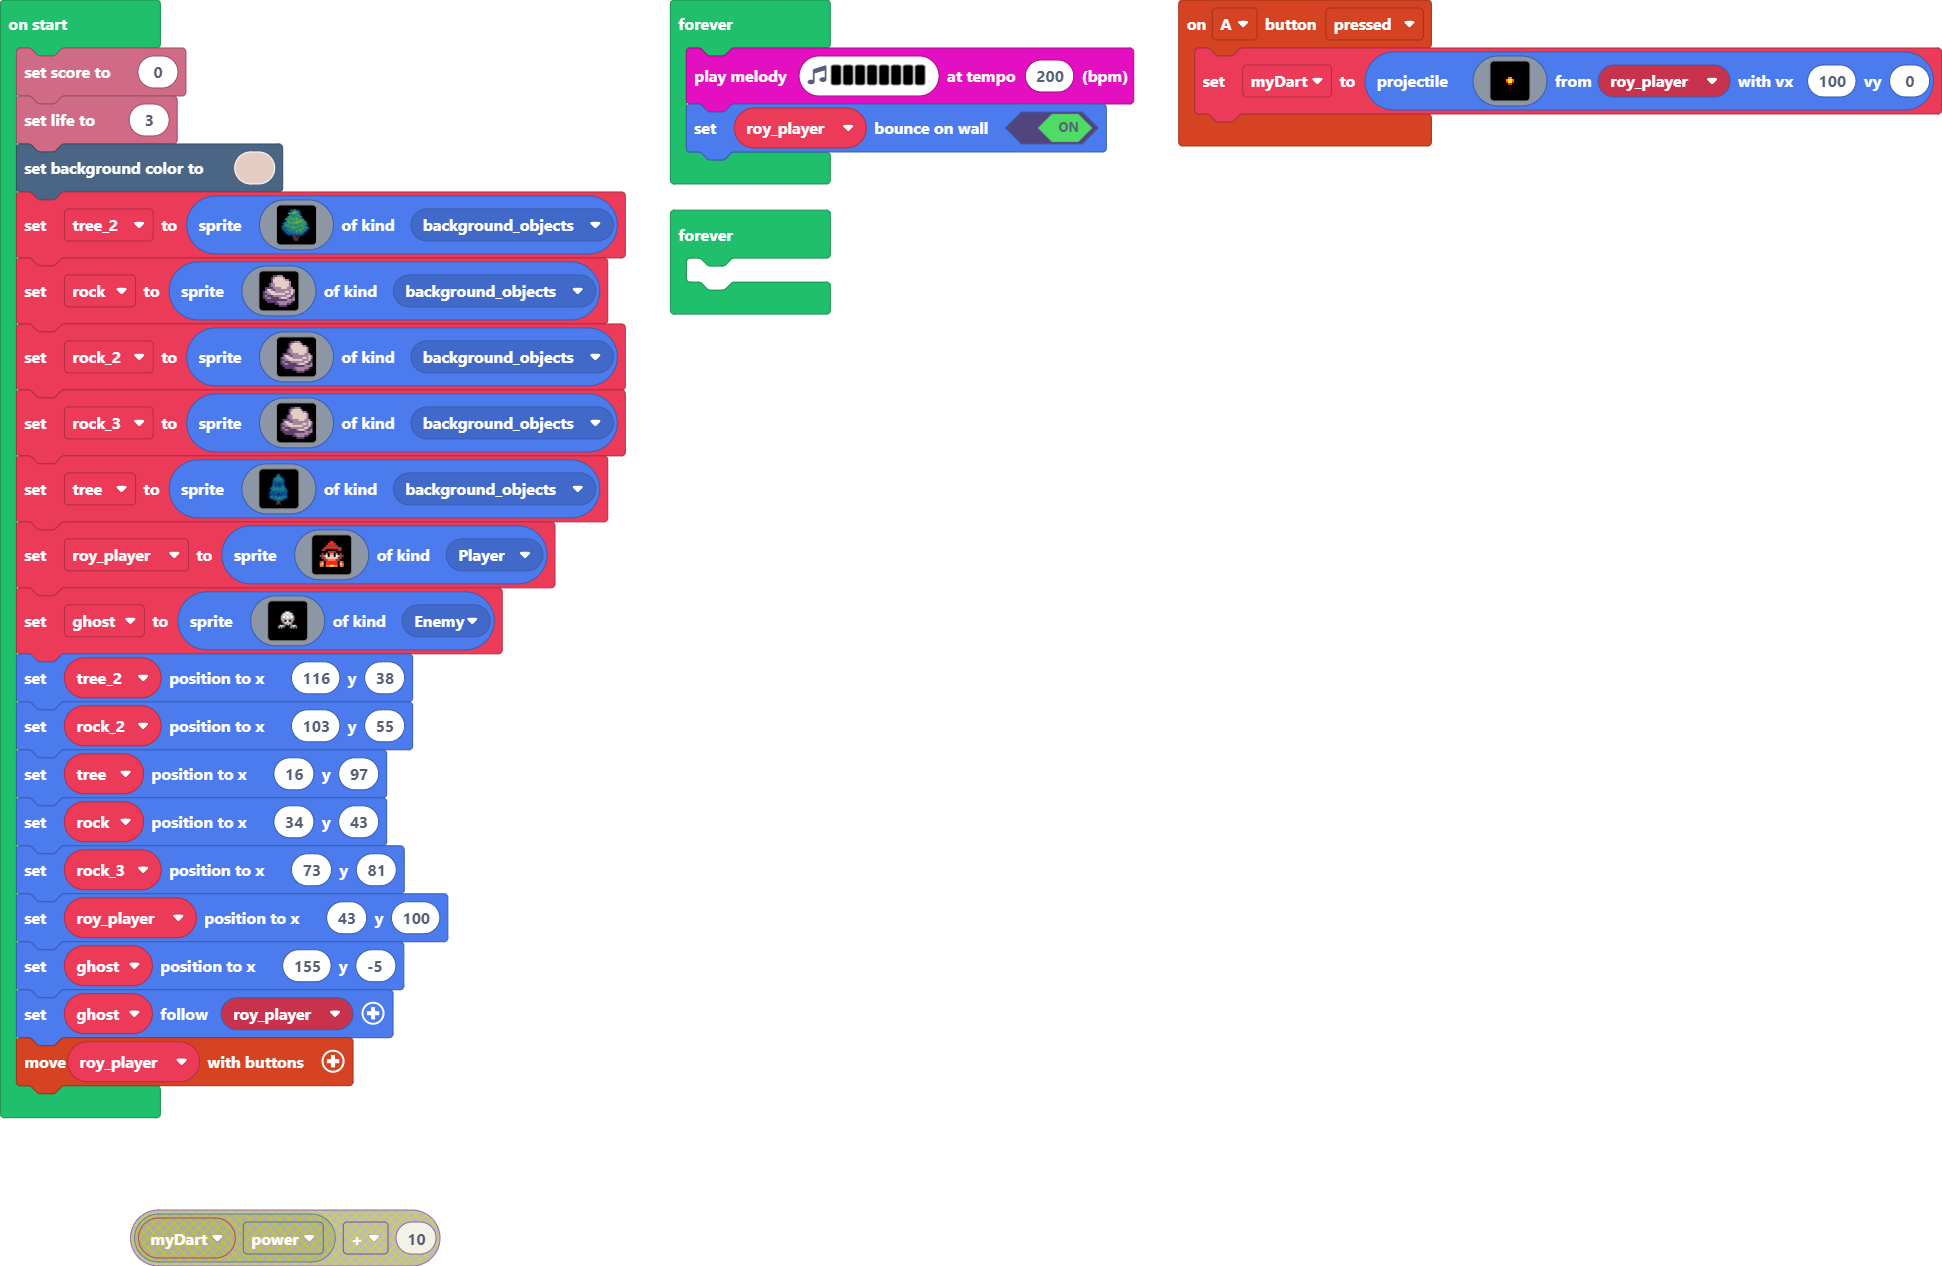 on start
set score to 0
set life to 3
set background color to
set tree_2 to sprite of kind background_objects
set rock to sprite of kind background_objects
set rock_2 to sprite of kind background_objects
set rock_3 to sprite of kind background_objects
set tree to sprite of kind background_objects
set roy_player to sprite of kind Player
set ghost to sprite of kind Enemy
set tree_2 position to x 116 y 38
set rock_2 position to x 103 y 55
set tree position to x 16 y 97
set rock position to x 34 y 43
set rock_3 position to x 73 y 81
set roy_player position to x 43 y 100
set ghost position to x 155 y -5
set ghost follow roy_player
move roy_player with buttons
forever
play melody at tempo 200 (bpm)
set roy_player bounce on wall ON
forever
on A button pressed
set myDart to projectile from roy_player with vx 100 vy 0
myDart power + 10